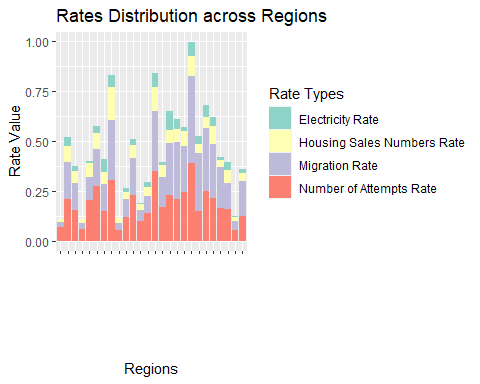 Rates Distribution across Regions
1.00
0.75
0.50
0.25
0.00
Rate Value
Regions
Rate Types
Electricity Rate
Housing Sales Numbers Rate
Migration Rate
Number of Attempts Rate